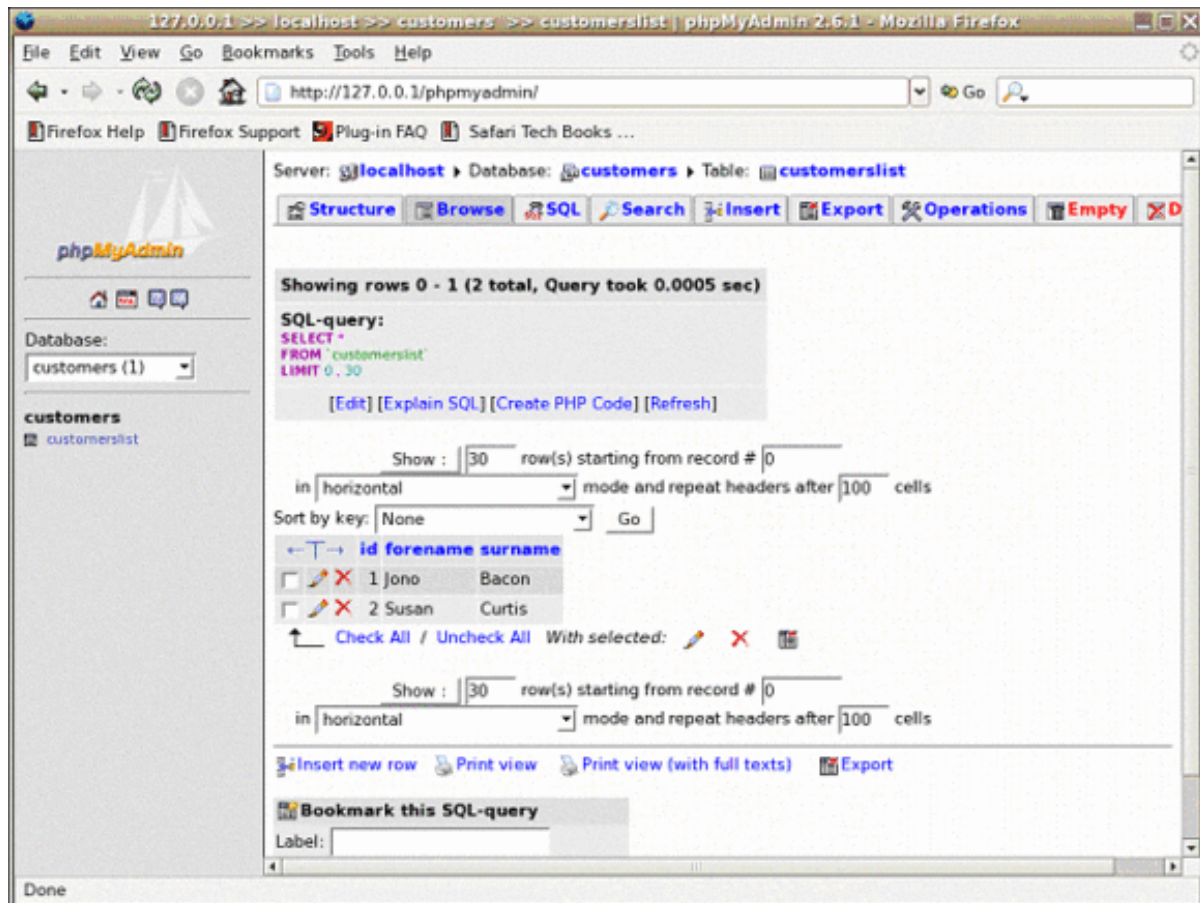 127.0.0.1 >> localhost >> customers >> customerslist | phpMyAdmin 2.6.1 - Mozilla Firefox
File Edit View Go Bookmarks Tools Help
http://127.0.0.1/phpmyadmin/ Go
Firefox Help Firefox Support Plug-in FAQ Safari Tech Books ...
phpMyAdmin
Database:
customers (1)
customers
customerslist
Server: localhost Database: customers Table: customerslist
Structure Browse SQL Search Insert Export Operations Empty D
Showing rows 0 - 1 (2 total, Query took 0.0005 sec)
SQL-query:
SELECT *
FROM `customerslist`
LIMIT 0 , 30
[Edit] [Explain SQL] [Create PHP Code] [Refresh]
Show : 30 row(s) starting from record # 0
in horizontal mode and repeat headers after 100 cells
Sort by key: None Go
←T→ id forename surname
1 Jono Bacon
2 Susan Curtis
Check All / Uncheck All With selected:
Show : 30 row(s) starting from record # 0
in horizontal mode and repeat headers after 100 cells
Insert new row Print view Print view (with full texts) Export
Bookmark this SQL-query
Label:
Done